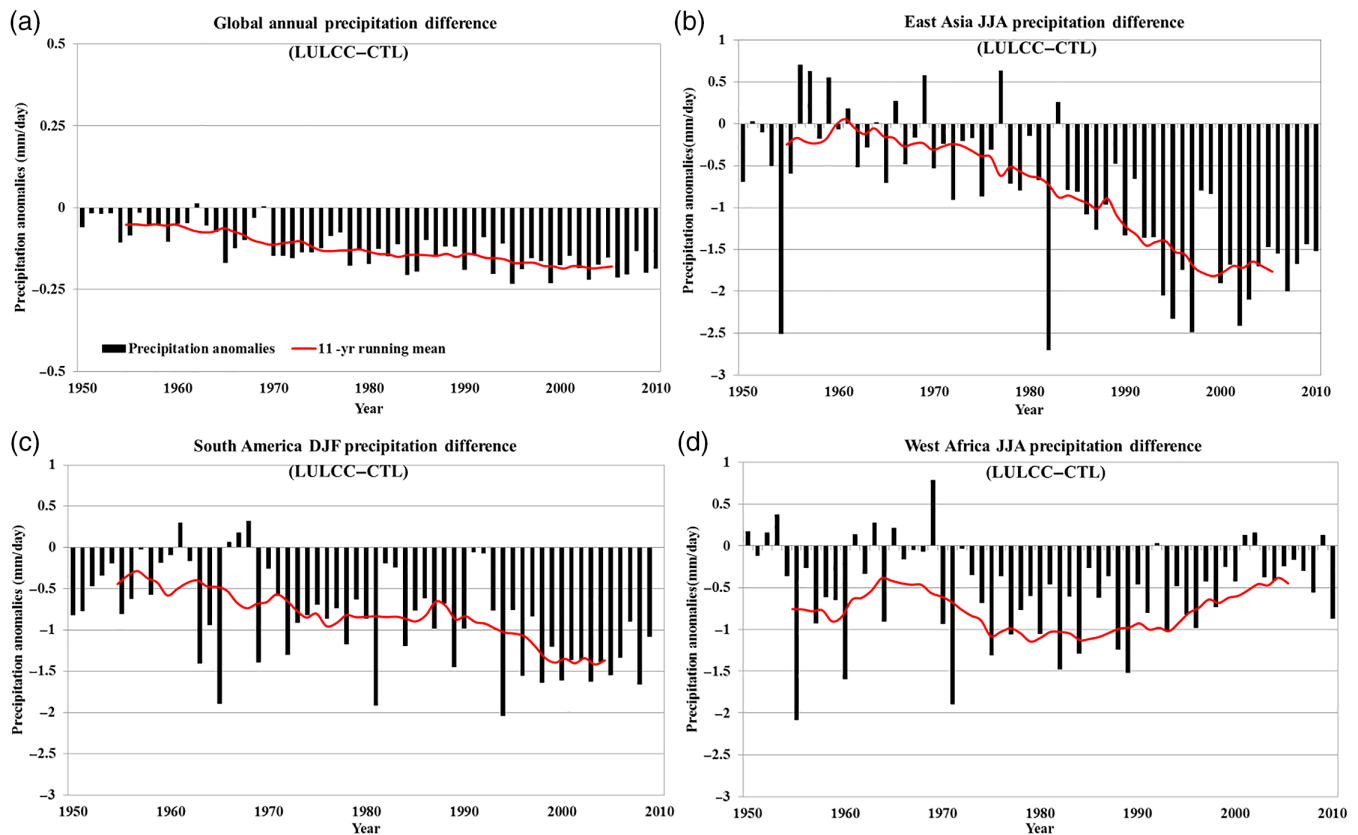 (a)
Global annual precipitation difference
(LULCC−CTL)
Precipitation anomalies (mm/day)
0.5
0.25
0
−0.25
−0.5
Precipitation anomalies
11 -yr running mean
1950 1960 1970 1980 1990 2000 2010
Year
(b)
East Asia JJA precipitation difference
(LULCC−CTL)
Precipitation anomalies(mm/day)
1
0.5
0
−0.5
−1
−1.5
−2
−2.5
−3
1950 1960 1970 1980 1990 2000 2010
Year
(c)
South America DJF precipitation difference
(LULCC−CTL)
Precipitation anomalies (mm/day)
1
0.5
0
−0.5
−1
−1.5
−2
−2.5
−3
1950 1960 1970 1980 1990 2000 2010
Year
(d)
West Africa JJA precipitation difference
(LULCC−CTL)
Precipitation anomalies(mm/day)
1
0.5
0
−0.5
−1
−1.5
−2
−2.5
−3
1950 1960 1970 1980 1990 2000 2010
Year